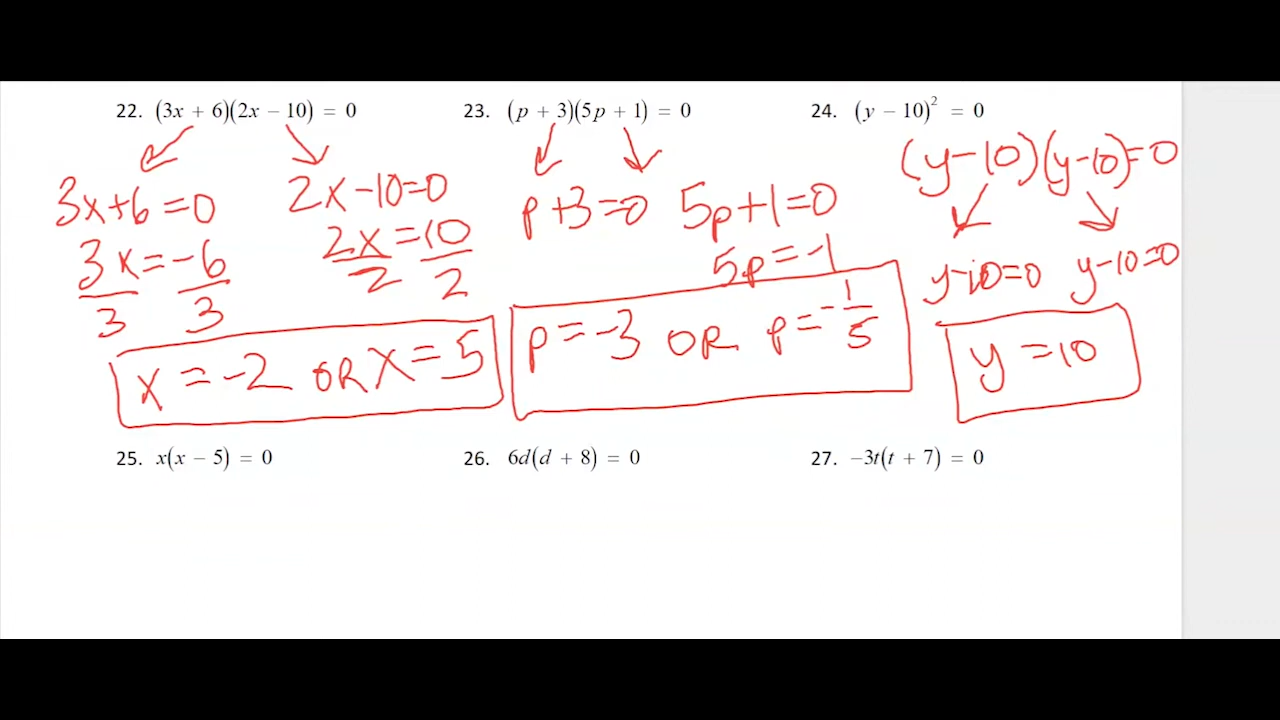 22. (3x + 6)(2x − 10) = 0
3x+6=0
2x−10=0
3x=−6
2x=10
3 3
2 2
x=−2 OR x=5
23. (p + 3)(5p + 1) = 0
p+3=0
5p+1=0
5p=−1
p=−3 OR p=−1/5
24. (y − 10)² = 0
(y−10)(y−10)=0
y−10=0 y−10=0
y=10
25. x(x − 5) = 0
26. 6d(d + 8) = 0
27. −3t(t + 7) = 0